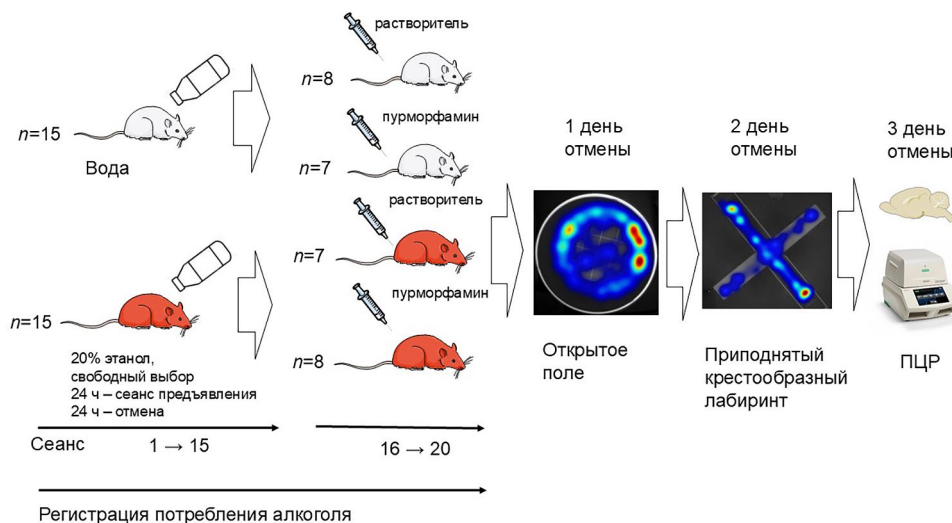 n=15
Вода
растворитель
n=8
пурморфамин
n=7
растворитель
n=7
пурморфамин
n=8
n=15
20% этанол,
свободный выбор
24 ч – сеанс предъявления
24 ч – отмена
Сеанс 1 → 15
16 → 20
Регистрация потребления алкоголя
1 день
отмены
Открытое
поле
2 день
отмены
Приподнятый
крестообразный
лабиринт
3 день
отмены
ПЦР